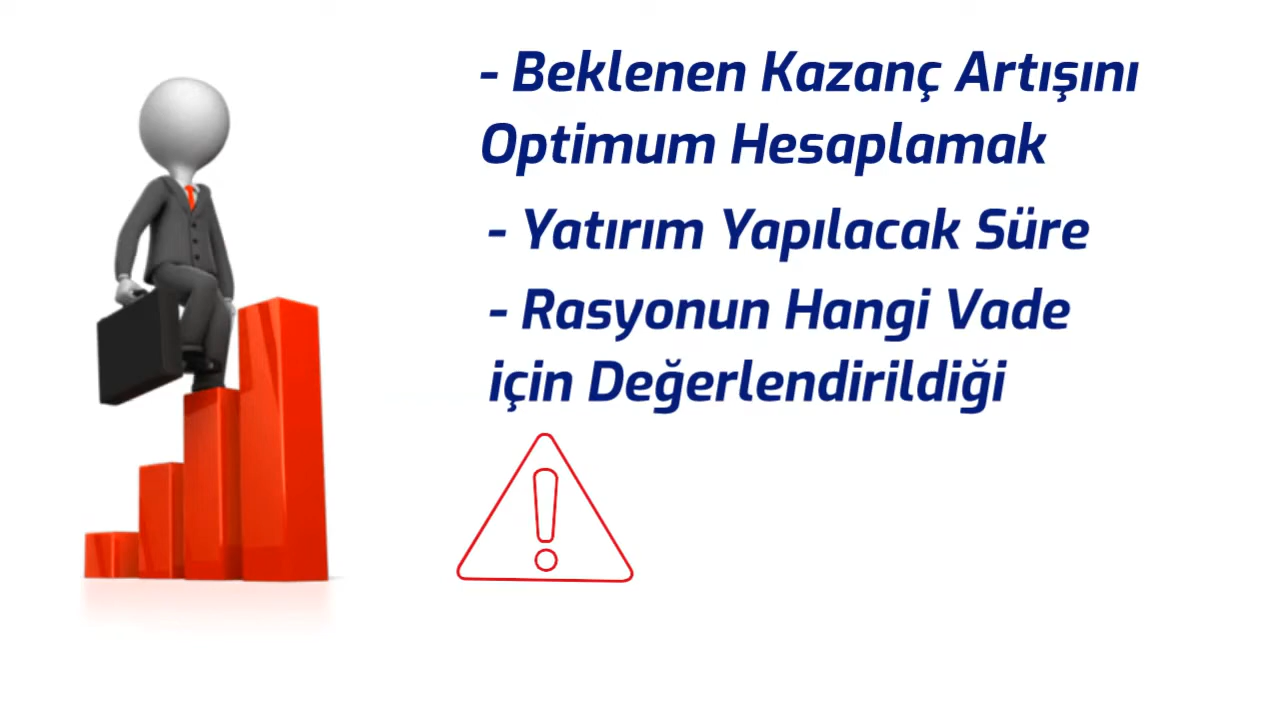 - Beklenen Kazanç Artışını
Optimum Hesaplamak
- Yatırım Yapılacak Süre
- Rasyonun Hangi Vade
için Değerlendirildiği